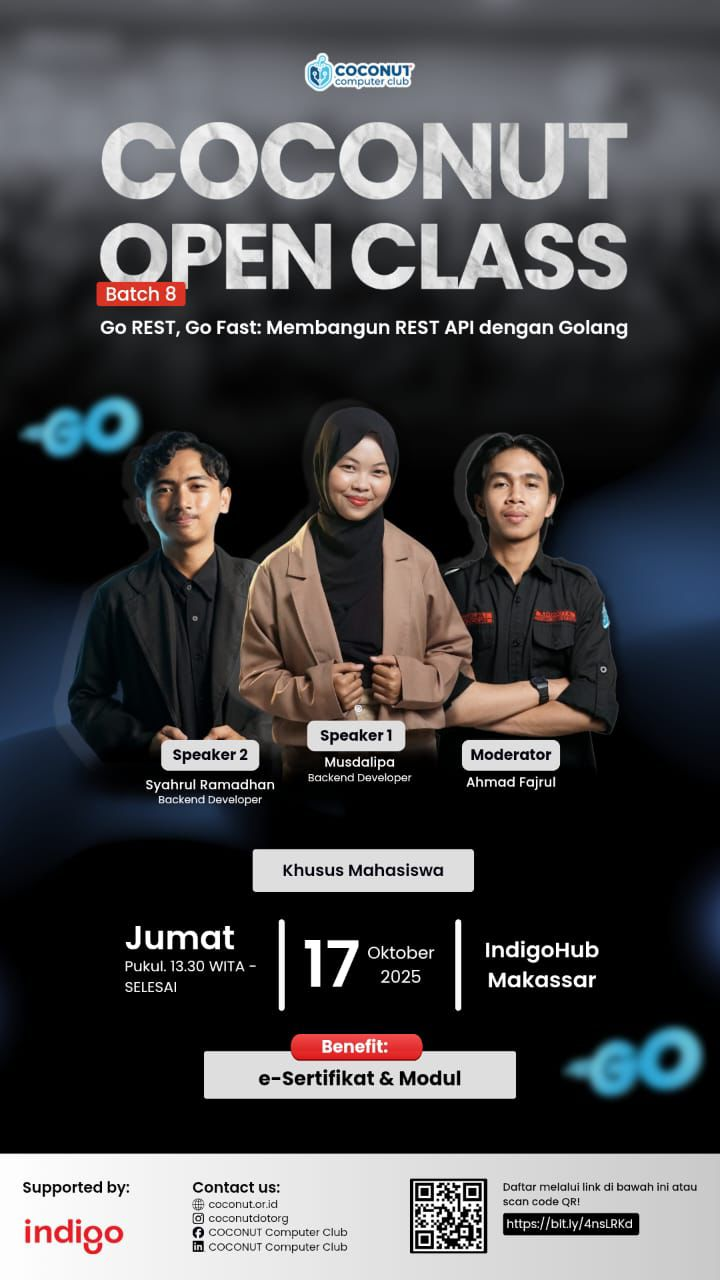 COCONUT
computer club
COCONUT
OPEN CLASS
Batch 8
Go REST, Go Fast: Membangun REST API dengan Golang
GO
Speaker 2
Syahrul Ramadhan
Backend Developer
Speaker 1
Musdalipa
Backend Developer
Moderator
Ahmad Fajrul
Khusus Mahasiswa
Jumat
Pukul. 13.30 WITA -
SELESAI
17
Oktober
2025
IndigoHub
Makassar
Benefit:
e-Sertifikat & Modul
GO
Supported by:
indigo
Contact us:
coconut.or.id
coconutdotorg
COCONUT Computer Club
COCONUT Computer Club
Daftar melalui link di bawah ini atau
scan code QR!
https://bit.ly/4nsLRKd